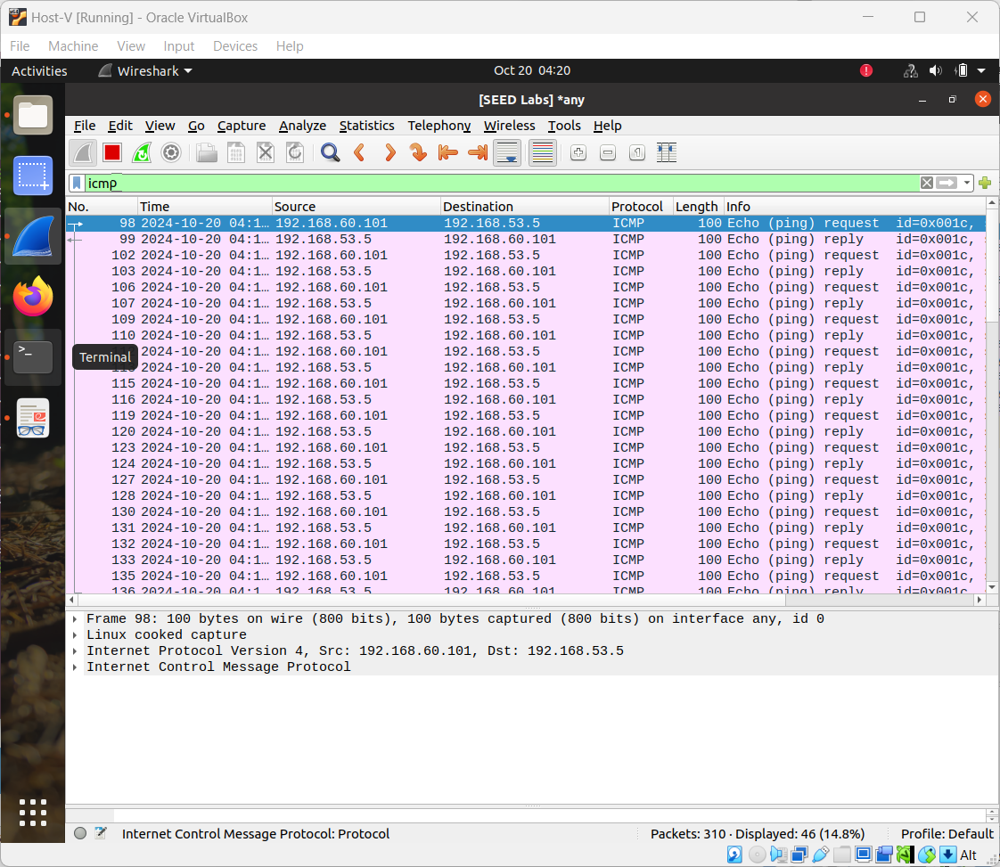 Host-V [Running] - Oracle VirtualBox
File Machine View Input Devices Help
Activities Wireshark Oct 20 04:20
[SEED Labs] *any
File Edit View Go Capture Analyze Statistics Telephony Wireless Tools Help
icmp
No. Time Source Destination Protocol Length Info
98 2024-10-20 04:1… 192.168.60.101 192.168.53.5 ICMP 100 Echo (ping) request id=0x001c,
99 2024-10-20 04:1… 192.168.53.5 192.168.60.101 ICMP 100 Echo (ping) reply id=0x001c,
102 2024-10-20 04:1… 192.168.60.101 192.168.53.5 ICMP 100 Echo (ping) request id=0x001c,
103 2024-10-20 04:1… 192.168.53.5 192.168.60.101 ICMP 100 Echo (ping) reply id=0x001c,
106 2024-10-20 04:1… 192.168.60.101 192.168.53.5 ICMP 100 Echo (ping) request id=0x001c,
107 2024-10-20 04:1… 192.168.53.5 192.168.60.101 ICMP 100 Echo (ping) reply id=0x001c,
109 2024-10-20 04:1… 192.168.60.101 192.168.53.5 ICMP 100 Echo (ping) request id=0x001c,
110 2024-10-20 04:1… 192.168.53.5 192.168.60.101 ICMP 100 Echo (ping) reply id=0x001c,
2024-10-20 04:1… 192.168.60.101 192.168.53.5 ICMP 100 Echo (ping) request id=0x001c,
Terminal
2024-10-20 04:1… 192.168.53.5 192.168.60.101 ICMP 100 Echo (ping) reply id=0x001c,
115 2024-10-20 04:1… 192.168.60.101 192.168.53.5 ICMP 100 Echo (ping) request id=0x001c,
116 2024-10-20 04:1… 192.168.53.5 192.168.60.101 ICMP 100 Echo (ping) reply id=0x001c,
119 2024-10-20 04:1… 192.168.60.101 192.168.53.5 ICMP 100 Echo (ping) request id=0x001c,
120 2024-10-20 04:1… 192.168.53.5 192.168.60.101 ICMP 100 Echo (ping) reply id=0x001c,
123 2024-10-20 04:1… 192.168.60.101 192.168.53.5 ICMP 100 Echo (ping) request id=0x001c,
124 2024-10-20 04:1… 192.168.53.5 192.168.60.101 ICMP 100 Echo (ping) reply id=0x001c,
127 2024-10-20 04:1… 192.168.60.101 192.168.53.5 ICMP 100 Echo (ping) request id=0x001c,
128 2024-10-20 04:1… 192.168.53.5 192.168.60.101 ICMP 100 Echo (ping) reply id=0x001c,
130 2024-10-20 04:1… 192.168.60.101 192.168.53.5 ICMP 100 Echo (ping) request id=0x001c,
131 2024-10-20 04:1… 192.168.53.5 192.168.60.101 ICMP 100 Echo (ping) reply id=0x001c,
132 2024-10-20 04:1… 192.168.60.101 192.168.53.5 ICMP 100 Echo (ping) request id=0x001c,
133 2024-10-20 04:1… 192.168.53.5 192.168.60.101 ICMP 100 Echo (ping) reply id=0x001c,
135 2024-10-20 04:1… 192.168.60.101 192.168.53.5 ICMP 100 Echo (ping) request id=0x001c,
136 2024-10-20 04:1… 192.168.53.5 192.168.60.101 ICMP 100 Echo (ping) reply id=0x001c,
Frame 98: 100 bytes on wire (800 bits), 100 bytes captured (800 bits) on interface any, id 0
Linux cooked capture
Internet Protocol Version 4, Src: 192.168.60.101, Dst: 192.168.53.5
Internet Control Message Protocol
Internet Control Message Protocol: Protocol Packets: 310 · Displayed: 46 (14.8%) Profile: Default
Alt